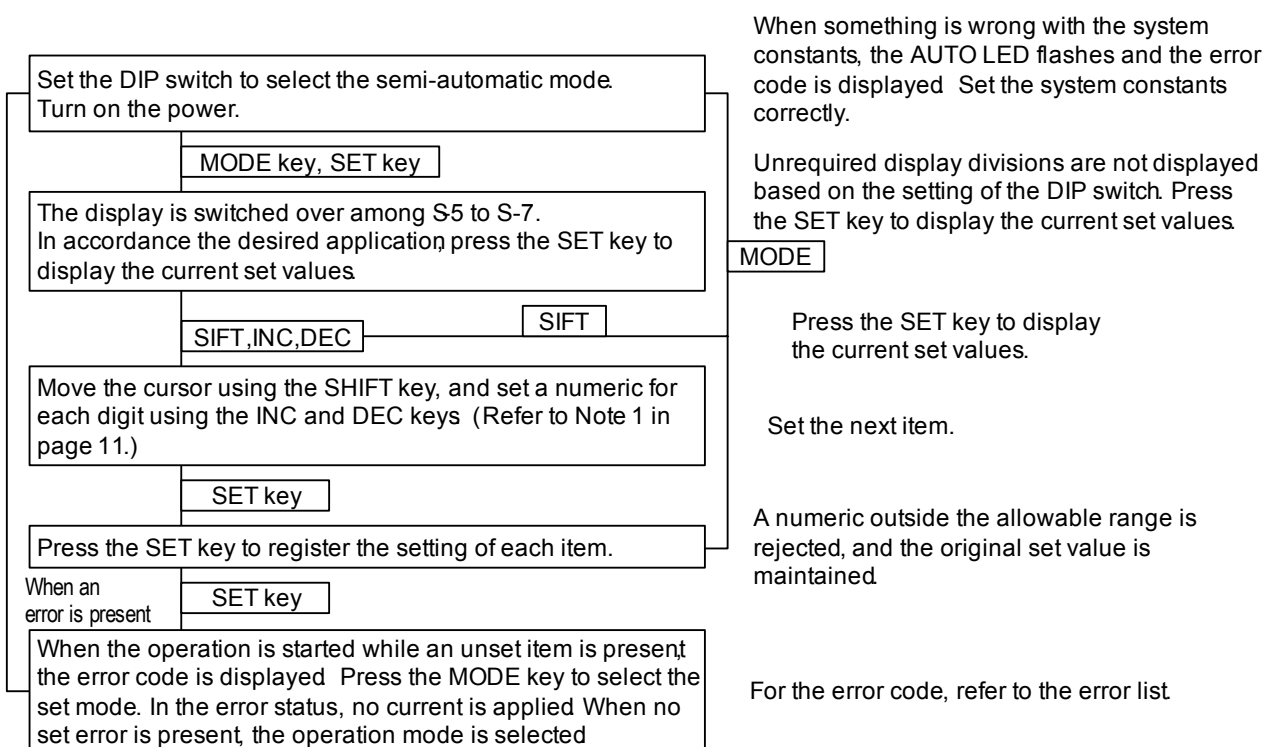 When something is wrong with the system
constants, the AUTO LED flashes and the error
code is displayed. Set the system constants
correctly.
Set the DIP switch to select the semi-automatic mode.
Turn on the power.
MODE key, SET key
Unrequired display divisions are not displayed
based on the setting of the DIP switch. Press
the SET key to display the current set values.
The display is switched over among S-5 to S-7.
In accordance the desired application, press the SET key to
display the current set values.
MODE
SIFT,INC,DEC
SIFT
Press the SET key to display
the current set values.
Move the cursor using the SHIFT key, and set a numeric for
each digit using the INC and DEC keys. (Refer to Note 1 in
page 11.)
Set the next item.
SET key
A numeric outside the allowable range is
rejected, and the original set value is
maintained.
Press the SET key to register the setting of each item.
When an
error is present
SET key
When the operation is started while an unset item is present,
the error code is displayed. Press the MODE key to select the
set mode. In the error status, no current is applied. When no
set error is present, the operation mode is selected
For the error code, refer to the error list.